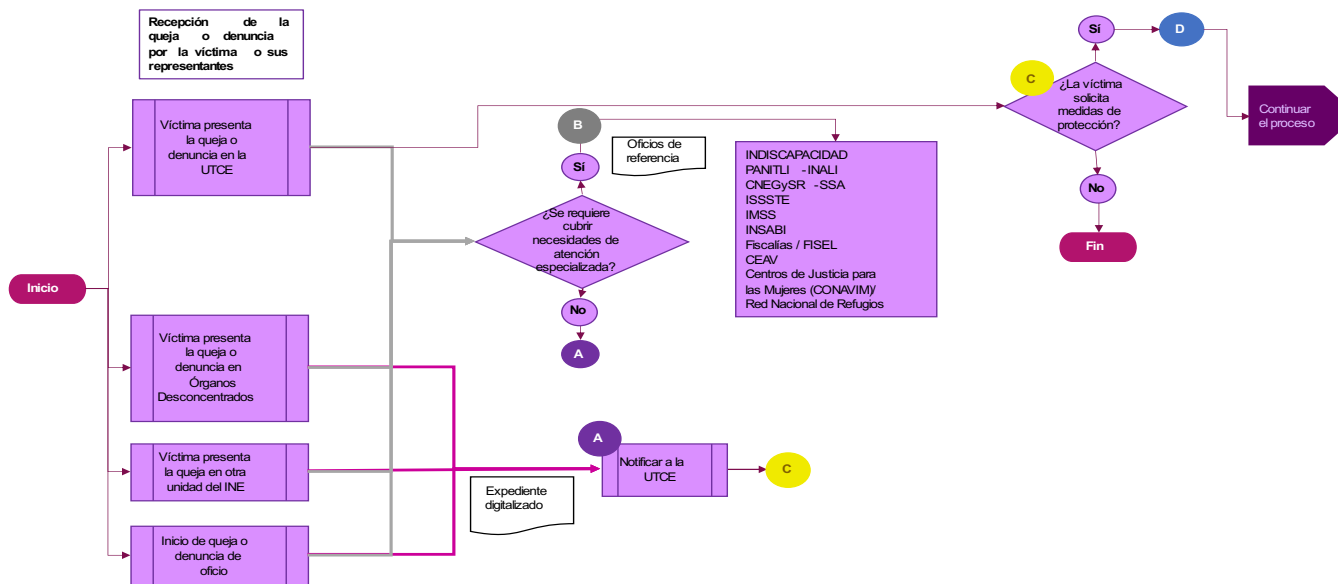 Recepción de la
queja o denuncia
por la víctima o sus
representantes
Víctima presenta
la queja o
denuncia en la
UTCE
Inicio
Víctima presenta
la queja o
denuncia en
Órganos
Desconcentrados
Víctima presenta
la queja en otra
unidad del INE
Inicio de queja o
denuncia de
oficio
B
Oficios de
referencia
Sí
¿Se requiere
cubrir
necesidades de
atención
especializada?
No
A
INDISCAPACIDAD
PANITLI - INALI
CNEGySR - SSA
ISSSTE
IMSS
INSABI
Fiscalías / FISEL
CEAV
Centros de Justicia para
las Mujeres (CONAVIM)/
Red Nacional de Refugios
A
Notificar a la
UTCE
C
Expediente
digitalizado
Sí
D
C
¿La víctima
solicita
medidas de
protección?
Continuar
el proceso
No
Fin